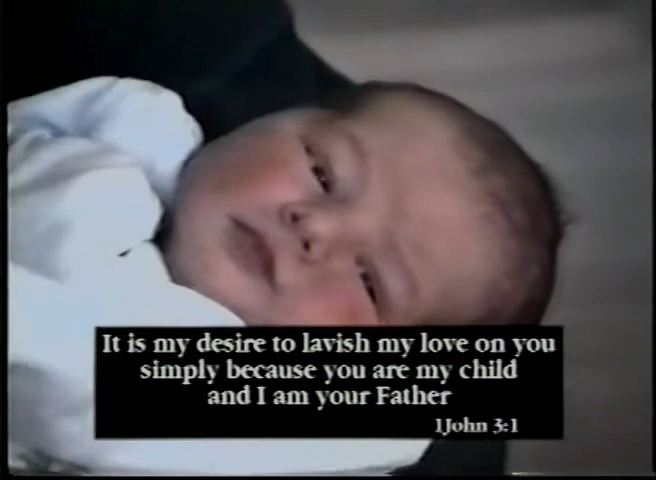 It is my desire to lavish my love on you
simply because you are my child
and I am your Father
1John 3:1